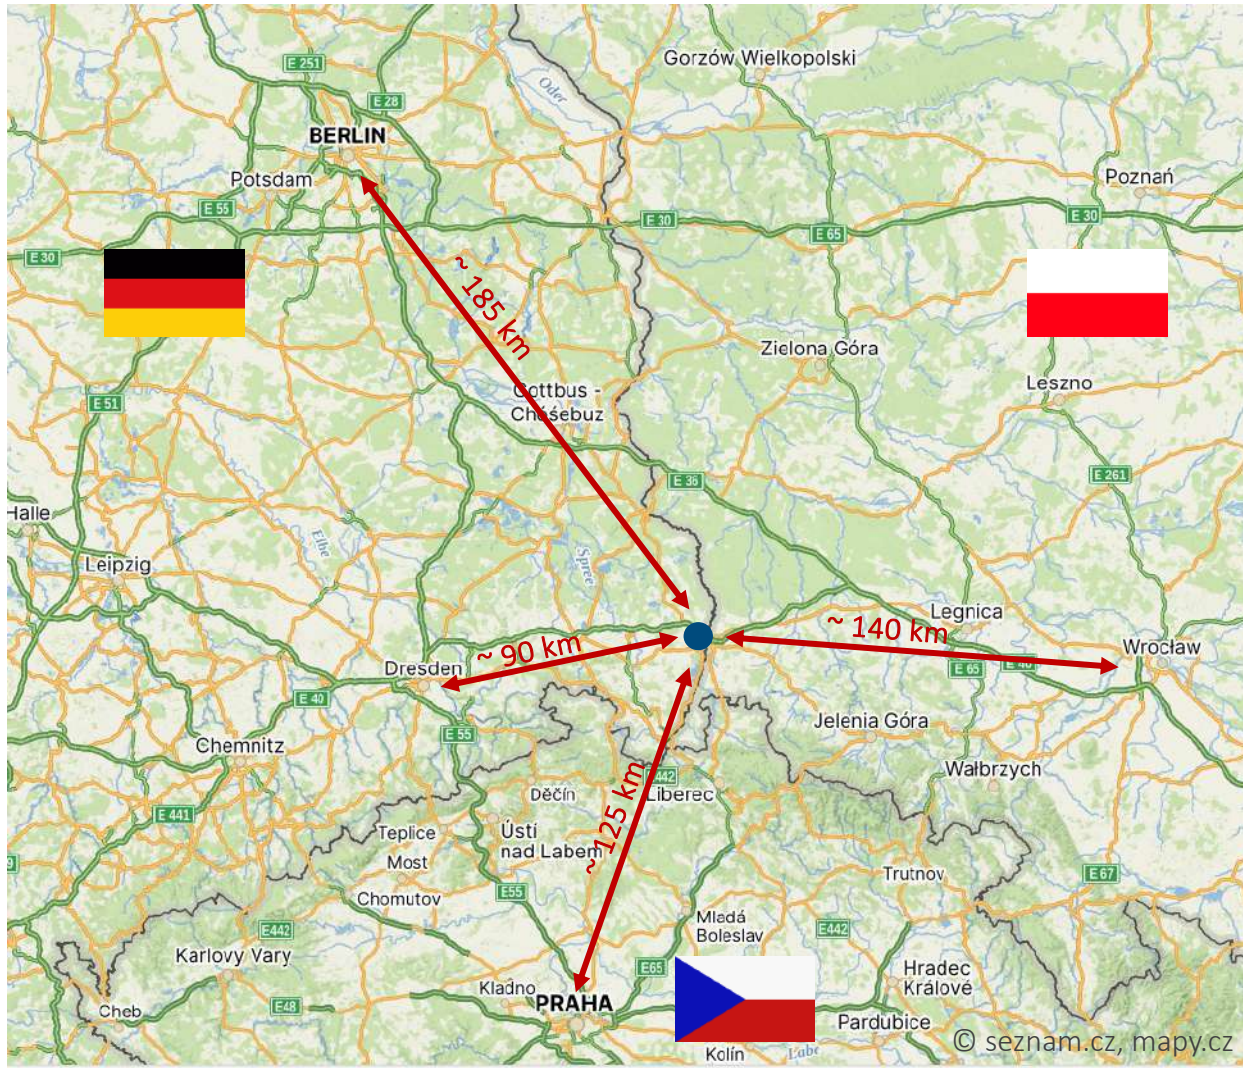 Gorzów Wielkopolski
E 251
Oder
E 28
BERLIN
Potsdam
Poznań
E 55
E 30
E 30
E 65
E 30
~ 185 km
Zielona Góra
Leszno
Cottbus -
Chóśebuz
E 51
E 261
E 36
Halle
Elbe
Spree
Leipzig
Legnica
~ 140 km
~ 90 km
Wrocław
Dresden
E 40
E 65
E 40
Jelenia Góra
E 55
Chemnitz
Wałbrzych
E442
~ 125 km
Děčín
Liberec
E 441
Teplice
Ústí
nad Labem
Most
Trutnov
E 67
Chomutov
E55
Mladá
Boleslav
E442
E442
Karlovy Vary
E65
Hradec
Králové
Kladno
PRAHA
E48
Cheb
Pardubice
© seznam.cz, mapy.cz
Kolín
Labe